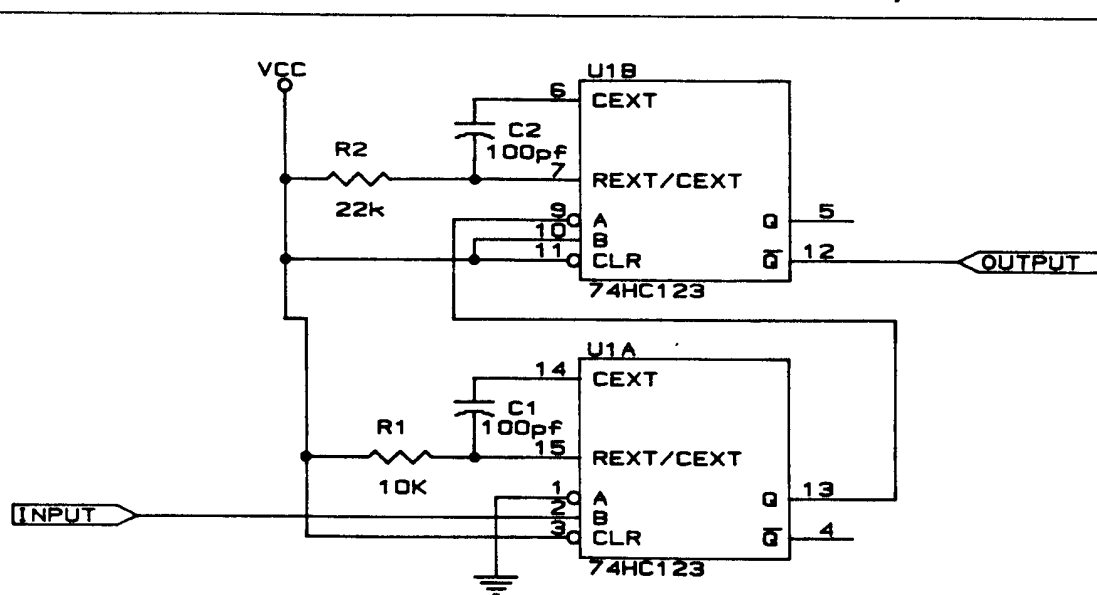 VCC
U1B
6
CEXT
C2
100pf
R2
22k
7
REXT/CEXT
9
A
10
B
11
CLR
Q
5
Q̅
12
OUTPUT
74HC123
U1A
14
CEXT
C1
100pf
R1
10K
15
REXT/CEXT
1
A
2
B
3
CLR
Q
13
Q̅
4
INPUT
74HC123